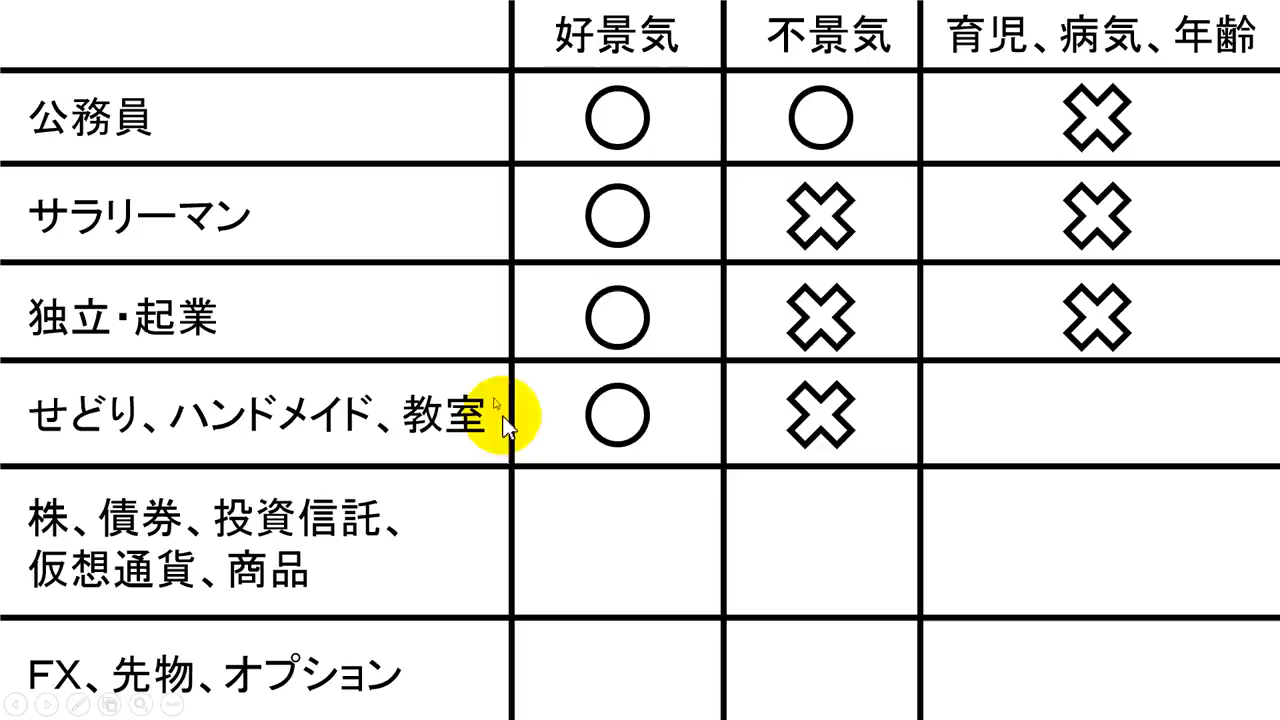 好景気 不景気 育児、病気、年齢
公務員 ○ ○ ✖
サラリーマン ○ ✖ ✖
独立・起業 ○ ✖ ✖
せどり、ハンドメイド、教室 ○ ✖
株、債券、投資信託、
仮想通貨、商品
FX、先物、オプション